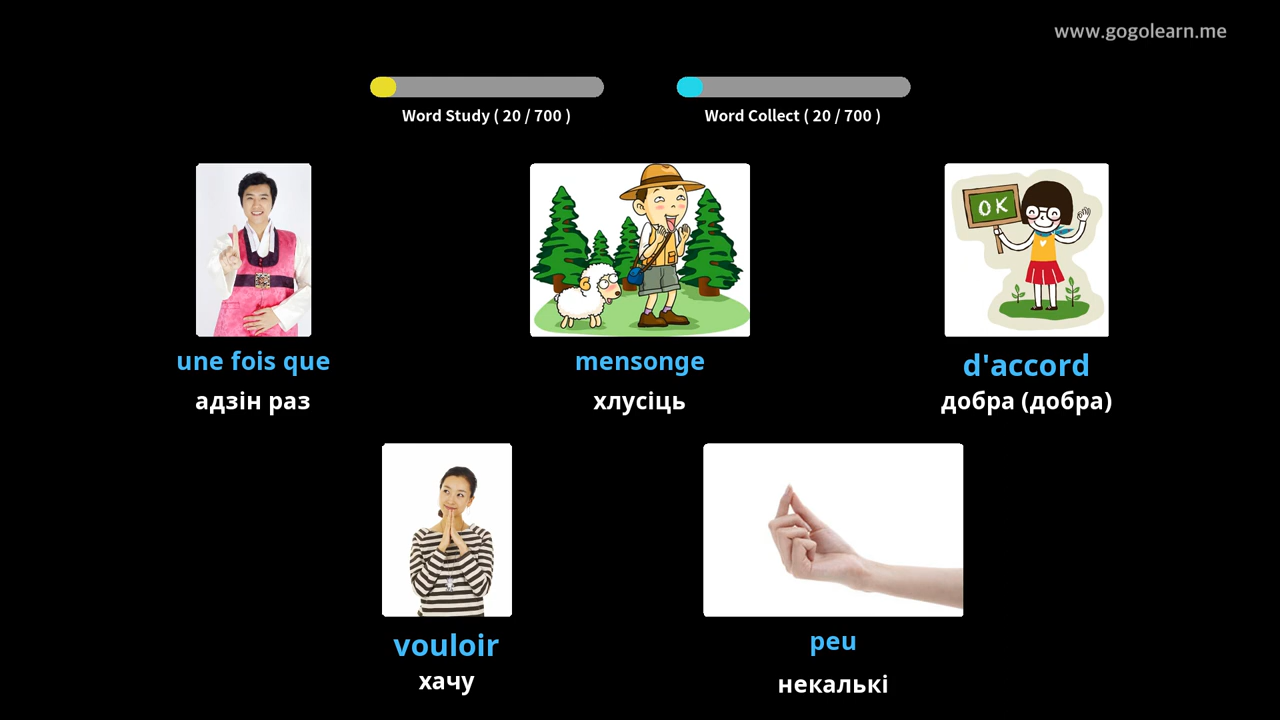 www.gogolearn.me
Word Study ( 20 / 700 )
Word Collect ( 20 / 700 )
OK
une fois que
адзін раз
mensonge
хлусіць
d'accord
добра (добра)
vouloir
хачу
peu
некалькі